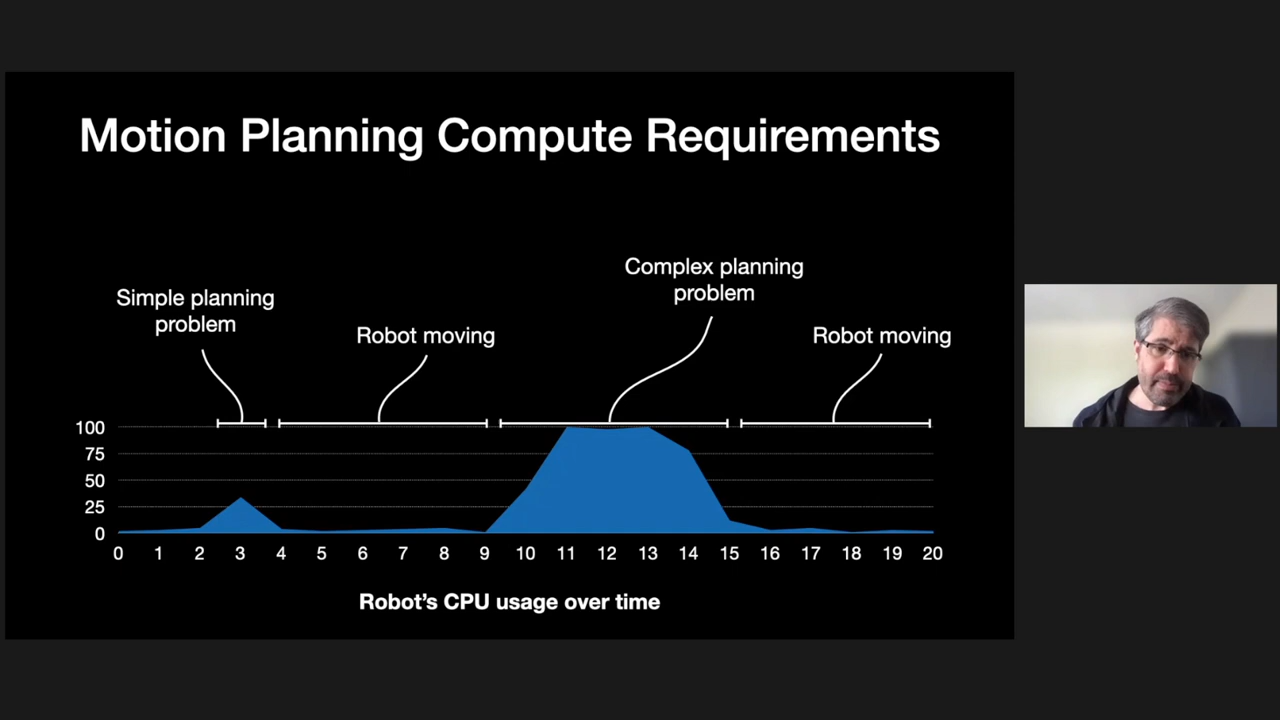 Motion Planning Compute Requirements
Simple planning
problem
Robot moving
Complex planning
problem
Robot moving
100
75
50
25
0
0 1 2 3 4 5 6 7 8 9 10 11 12 13 14 15 16 17 18 19 20
Robot’s CPU usage over time